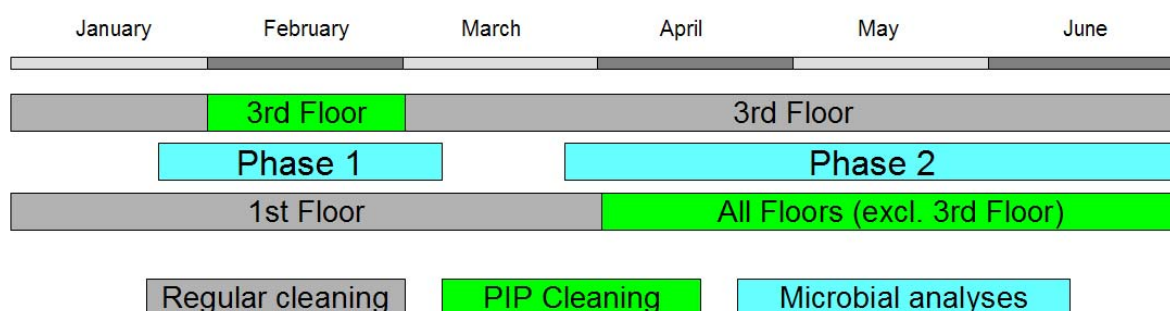 January February March April May June
3rd Floor 3rd Floor
Phase 1 Phase 2
1st Floor All Floors (excl. 3rd Floor)
Regular cleaning PIP Cleaning Microbial analyses